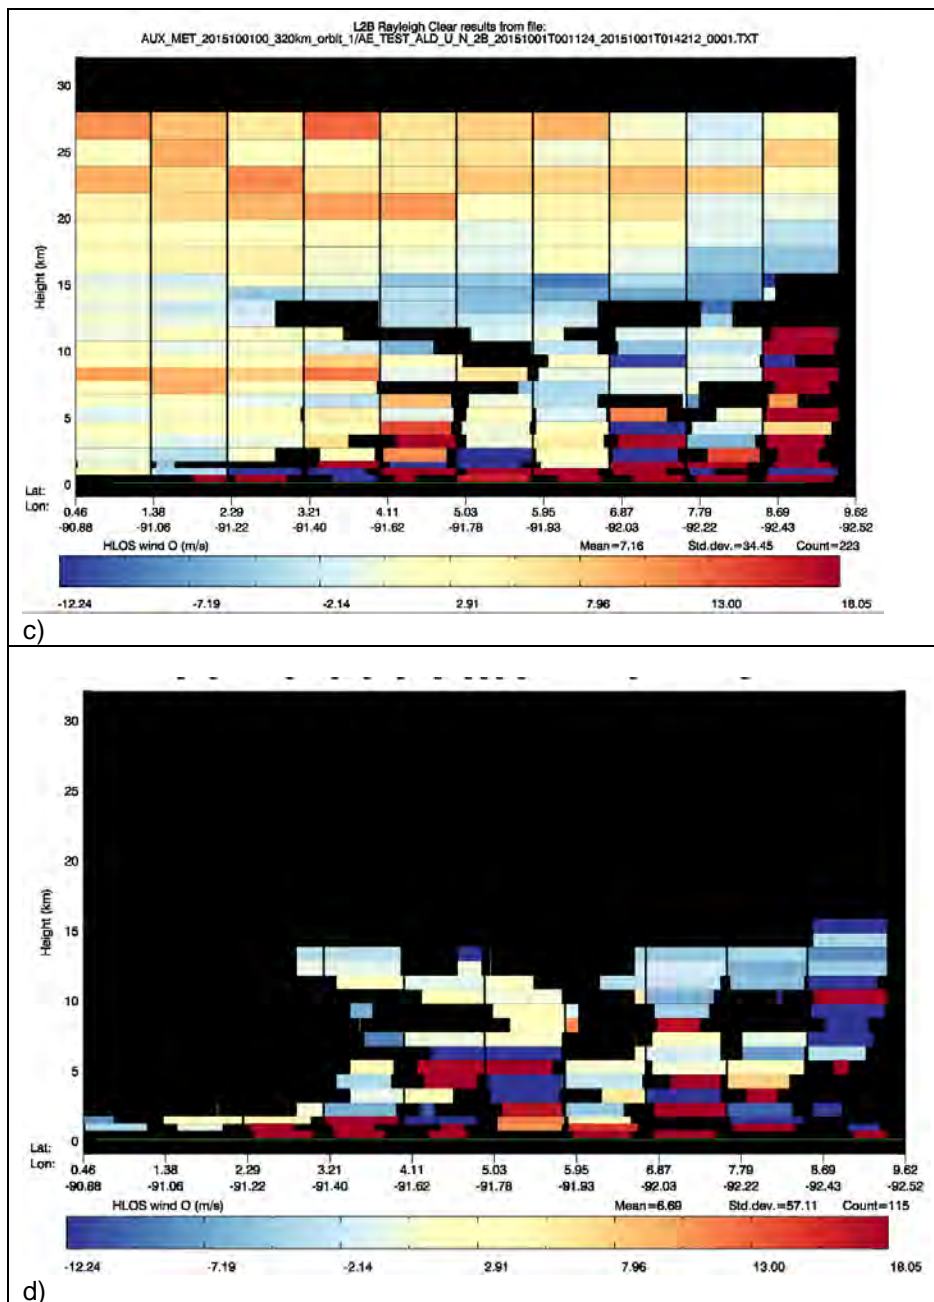 L2B Rayleigh Clear results from file:
AUX_MET_2015100100_320km_orbit_1/AE_TEST_ALD_U_N_2B_20151001T001124_20151001T014212_0001.TXT
30
25
20
15
10
5
0
Height (km)
Lat: 0.46 1.38 2.29 3.21 4.11 5.03 5.95 6.87 7.79 8.69 9.62
Lon: -90.88 -91.06 -91.22 -91.40 -91.62 -91.78 -91.93 -92.03 -92.22 -92.43 -92.52
HLOS wind O (m/s) Mean=7.16 Std.dev.=34.45 Count=223
-12.24 -7.19 -2.14 2.91 7.96 13.00 18.05
c)
30
25
20
15
10
5
0
Height (km)
Lat: 0.46 1.38 2.29 3.21 4.11 5.03 5.95 6.87 7.79 8.69 9.62
Lon: -90.88 -91.06 -91.22 -91.40 -91.62 -91.78 -91.93 -92.03 -92.22 -92.43 -92.52
HLOS wind O (m/s) Mean=6.69 Std.dev.=57.11 Count=115
-12.24 -7.19 -2.14 2.91 7.96 13.00 18.05
d)